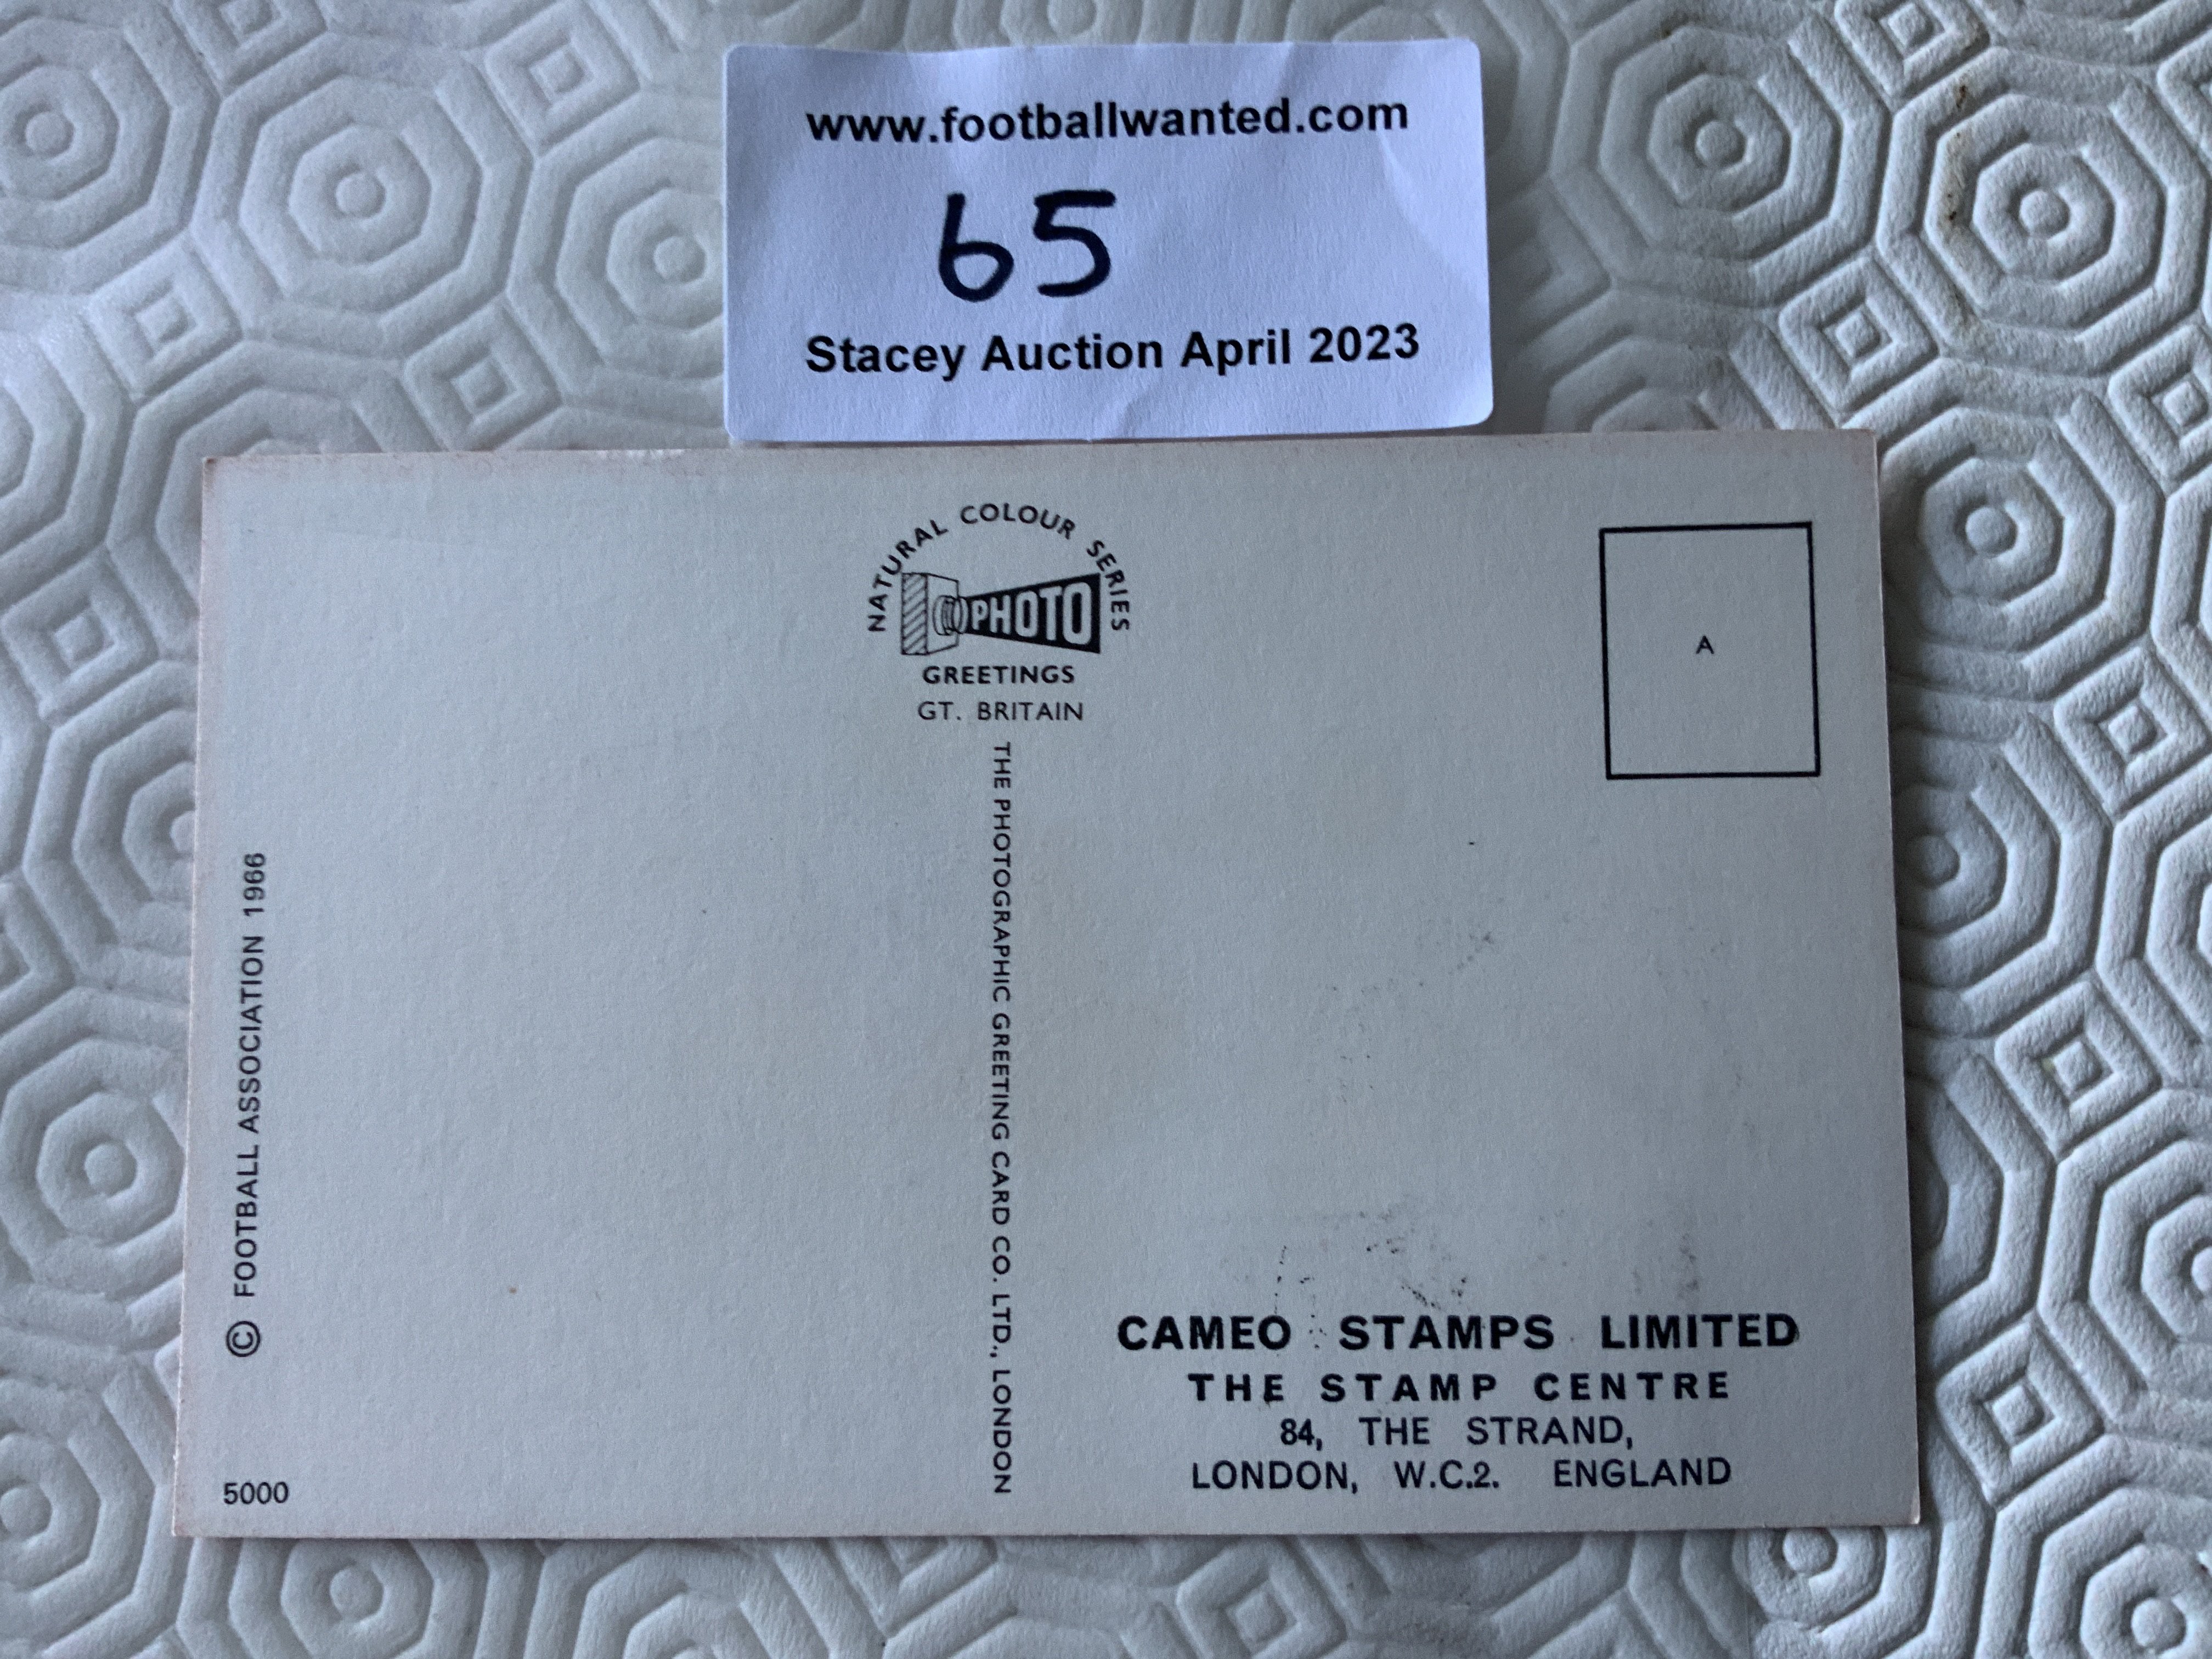 www.footballwanted.com
65
Stacey Auction April 2023
NATURAL COLOUR SERIES
PHOTO
GREETINGS
GT. BRITAIN
A
THE PHOTOGRAPHIC GREETING CARD CO. LTD., LONDON
© FOOTBALL ASSOCIATION 1966
5000
CAMEO STAMPS LIMITED
THE STAMP CENTRE
84, THE STRAND,
LONDON, W.C.2. ENGLAND